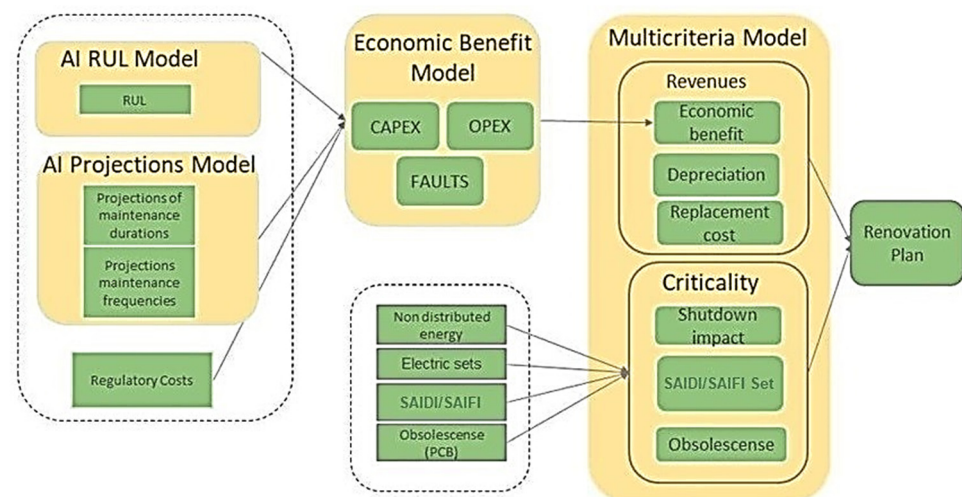 AI RUL Model
RUL
AI Projections Model
Projections of
maintenance
durations
Projections
maintenance
frequencies
Regulatory Costs
Economic Benefit
Model
CAPEX
OPEX
FAULTS
Non distributed
energy
Electric sets
SAIDI/SAIFI
Obsolescense
(PCB)
Multicriteria Model
Revenues
Economic
benefit
Depreciation
Replacement
cost
Criticality
Shutdown
impact
SAIDI/SAIFI Set
Obsolescense
Renovation
Plan